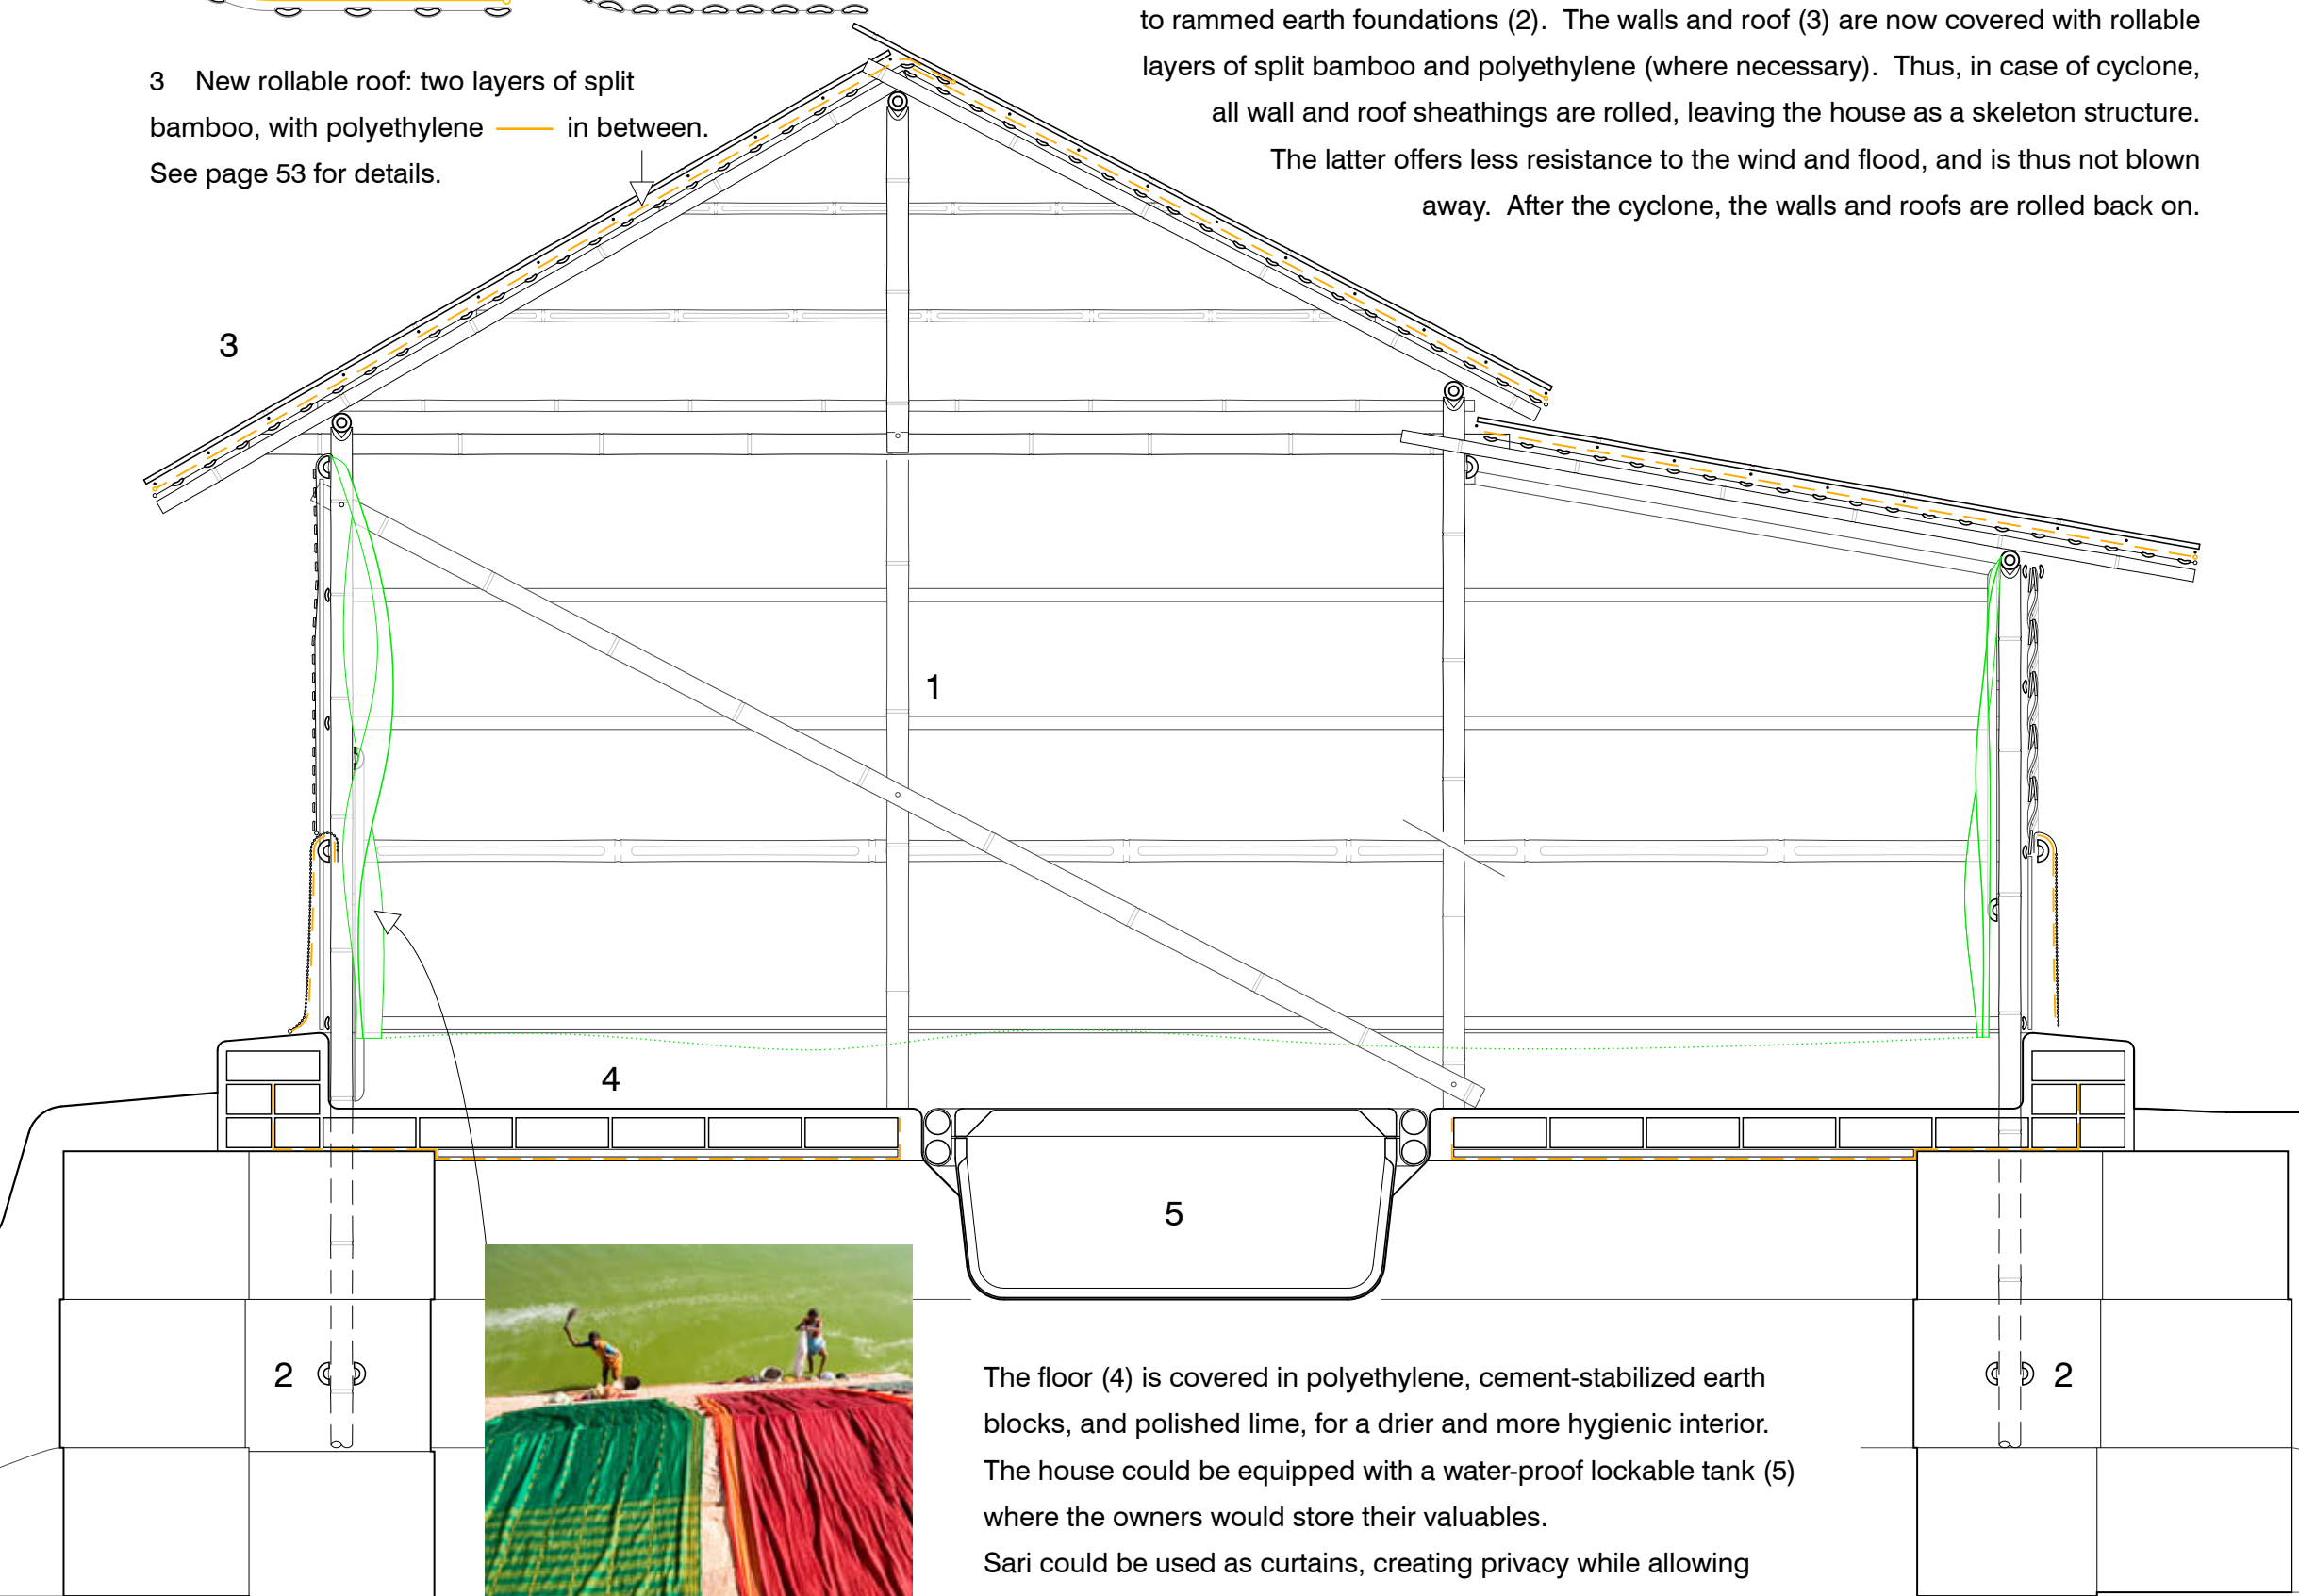 to rammed earth foundations (2).  The walls and roof (3) are now covered with rollable
layers of split bamboo and polyethylene (where necessary).  Thus, in case of cyclone,
all wall and roof sheathings are rolled, leaving the house as a skeleton structure.
The latter offers less resistance to the wind and flood, and is thus not blown
away.  After the cyclone, the walls and roofs are rolled back on.
3 New rollable roof: two layers of split
bamboo, with polyethylene —— in between.
See page 53 for details.
3
1
4
5
2
2
The floor (4) is covered in polyethylene, cement-stabilized earth
blocks, and polished lime, for a drier and more hygienic interior.
The house could be equipped with a water-proof lockable tank (5)
where the owners would store their valuables.
Sari could be used as curtains, creating privacy while allowing